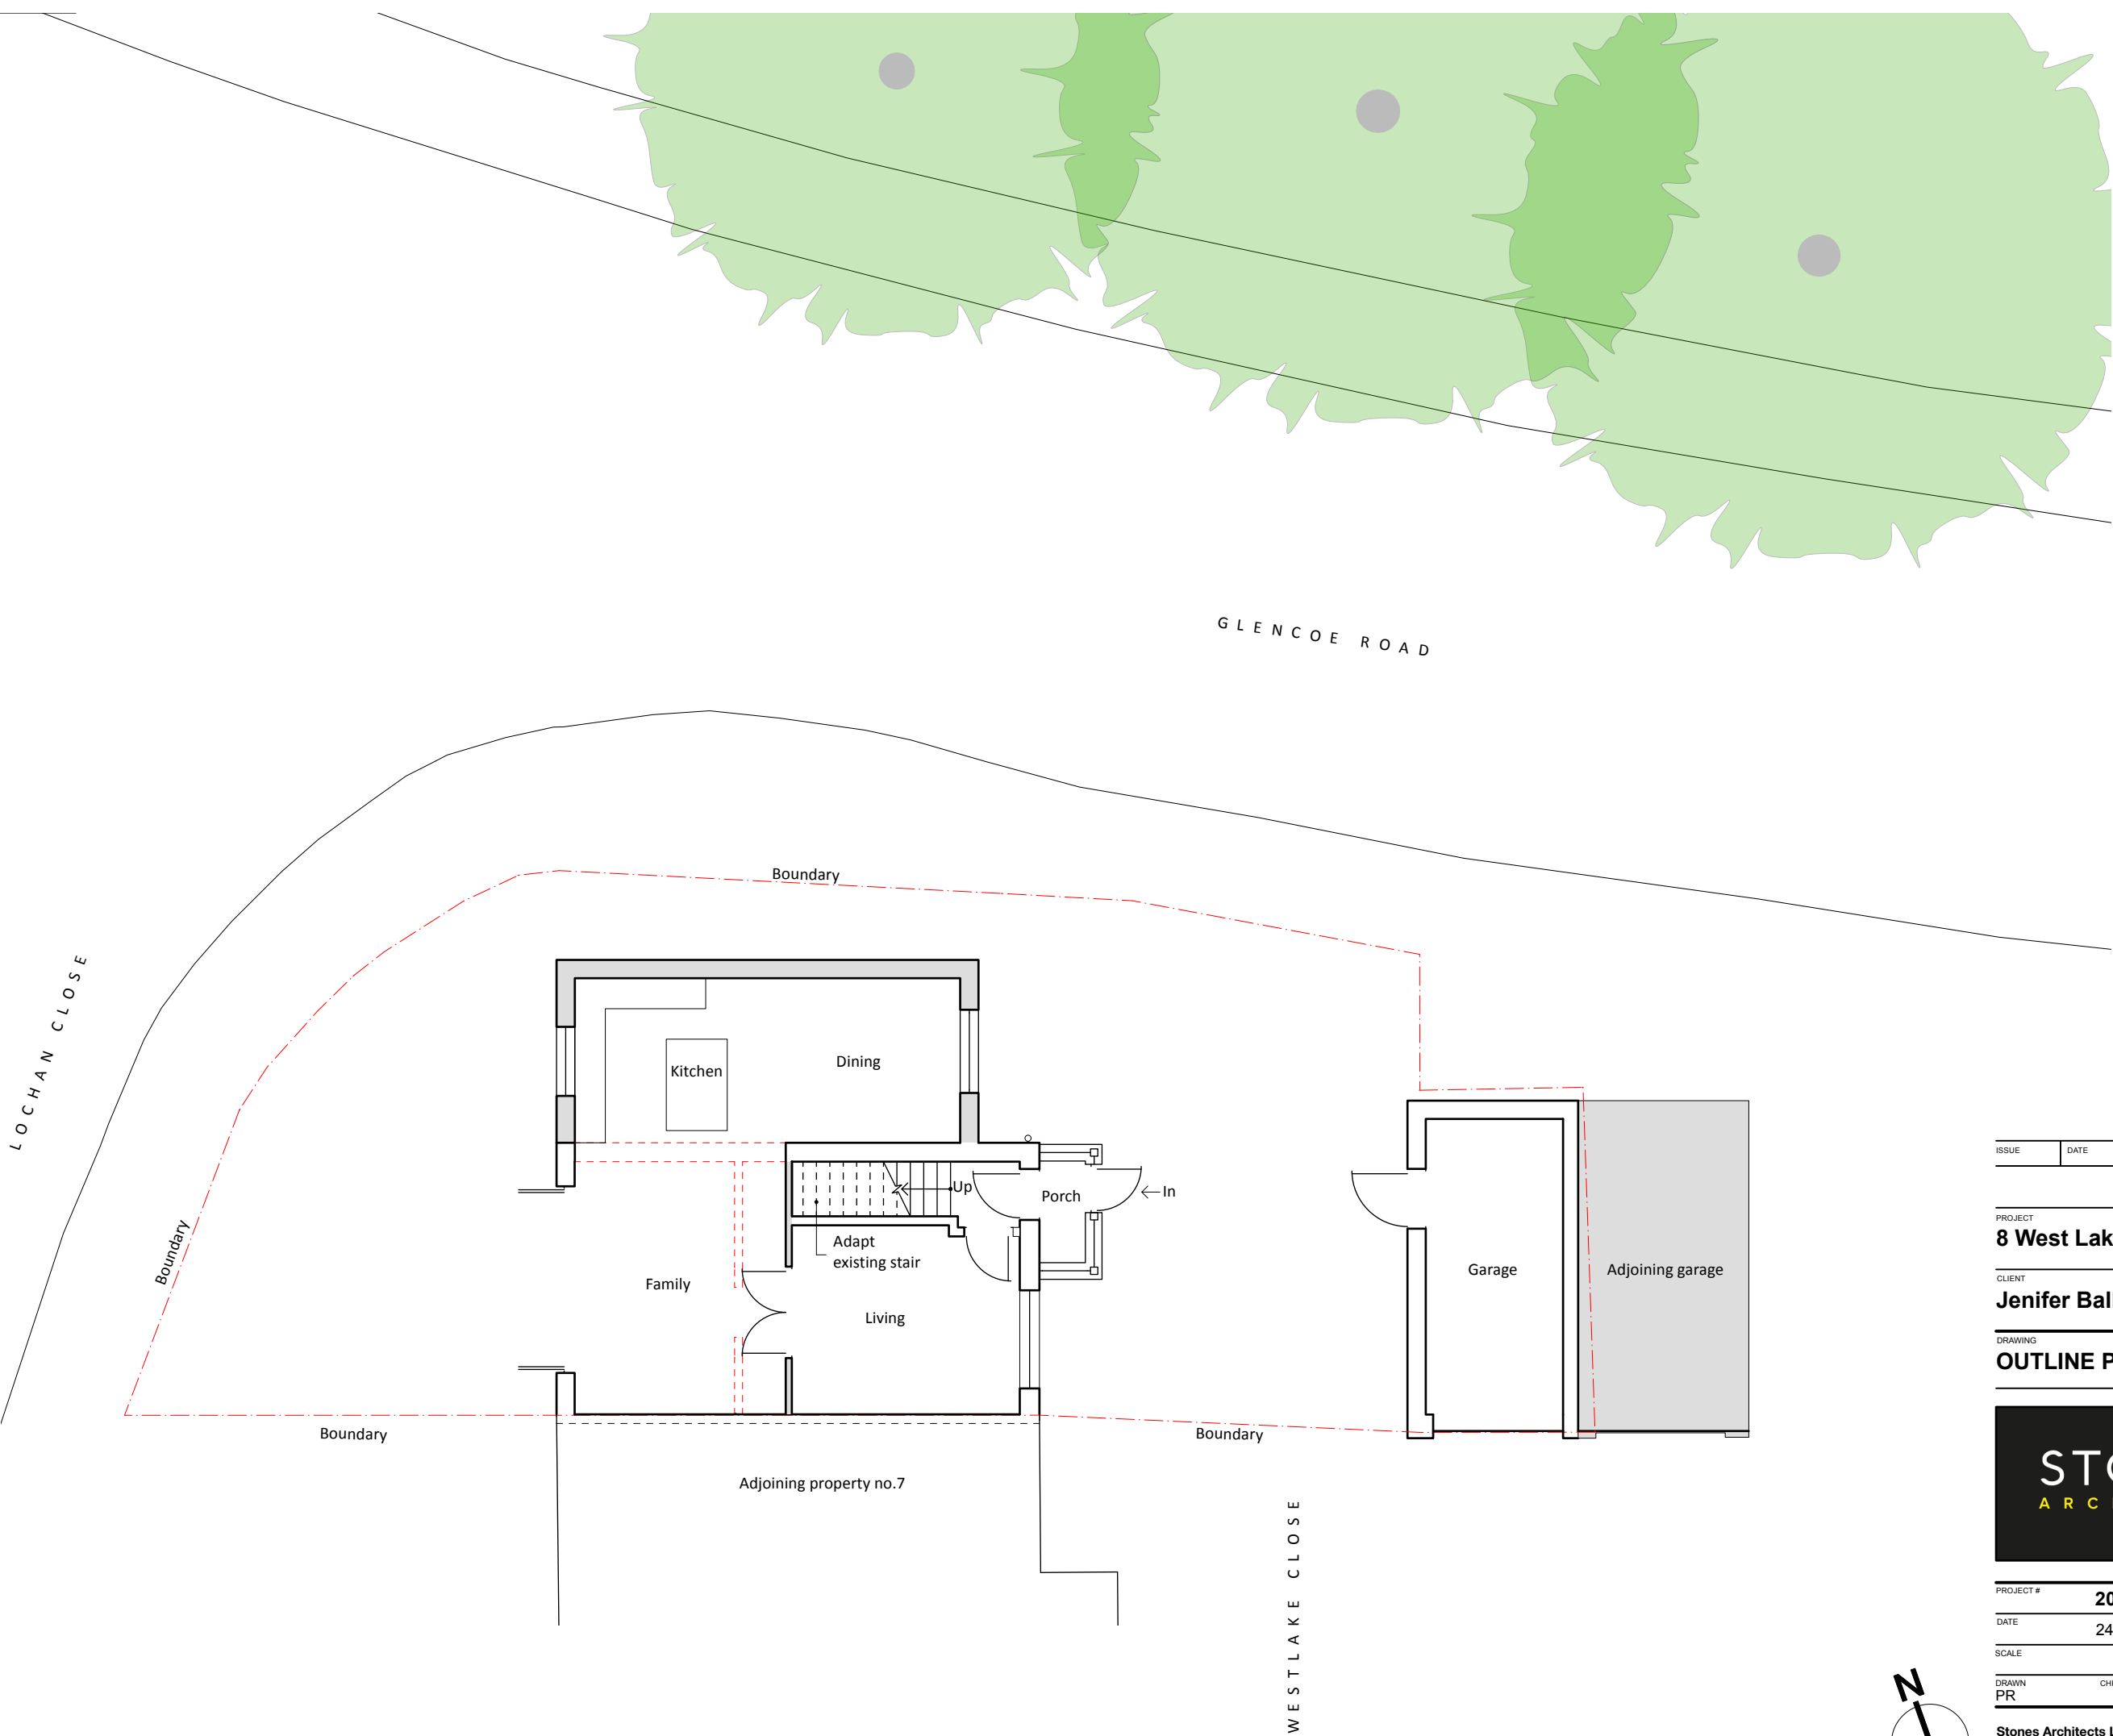 GLENCOE ROAD
Boundary
LOCHAN CLOSE
Kitchen
Dining
Up
Porch
In
Boundary
Adapt
existing stair
Family
Living
Garage
Adjoining garage
Boundary
Boundary
Adjoining property no.7
WESTLAKE CLOSE
ISSUE DATE
PROJECT
8 West Lak
CLIENT
Jenifer Bal
DRAWING
OUTLINE P
STO
ARC
PROJECT # 20
DATE 24
SCALE
DRAWN CH
PR
Stones Architects L
N